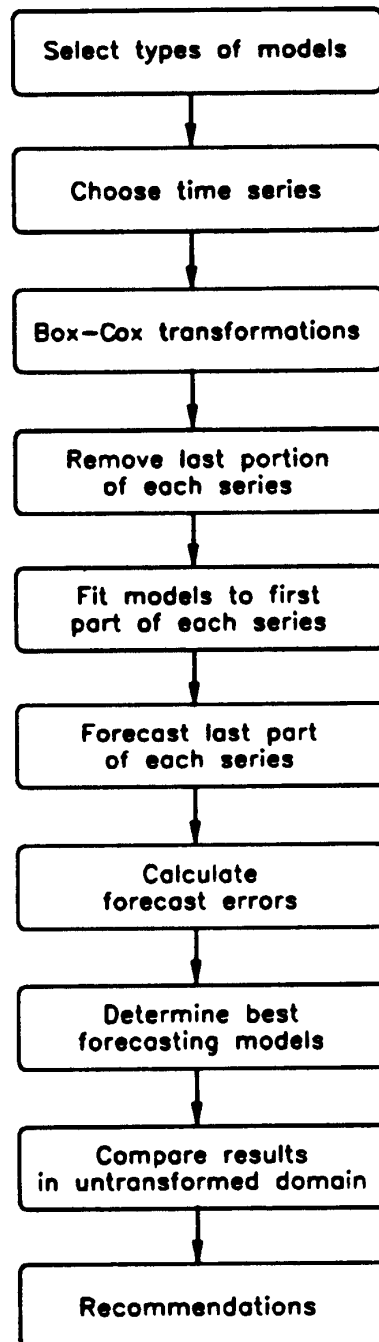 Select types of models
Choose time series
Box-Cox transformations
Remove last portion
of each series
Fit models to first
part of each series
Forecast last part
of each series
Calculate
forecast errors
Determine best
forecasting models
Compare results
in untransformed domain
Recommendations